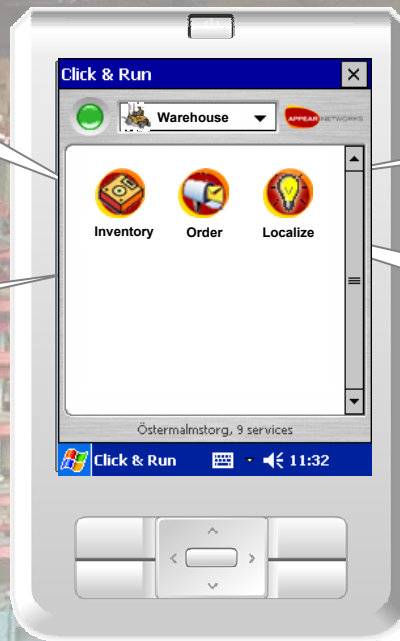 Click & Run
Warehouse
APPEAR NETWORKS
Inventory Order Localize
Östermalmstorg, 9 services
Click & Run 11:32